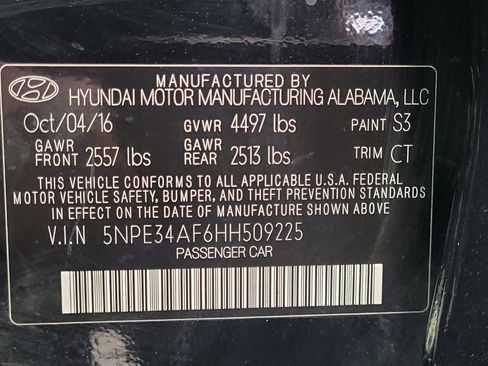 MANUFACTURED BY
HYUNDAI MOTOR MANUFACTURING ALABAMA, LLC
Oct/04/16 GVWR 4497 lbs PAINT S3
GAWR FRONT 2557 lbs GAWR REAR 2513 lbs TRIM CT
THIS VEHICLE CONFORMS TO ALL APPLICABLE U.S.A. FEDERAL
MOTOR VEHICLE SAFETY, BUMPER, AND THEFT PREVENTION STANDARDS
IN EFFECT ON THE DATE OF MANUFACTURE SHOWN ABOVE
V.I.N 5NPE34AF6HH509225
PASSENGER CAR